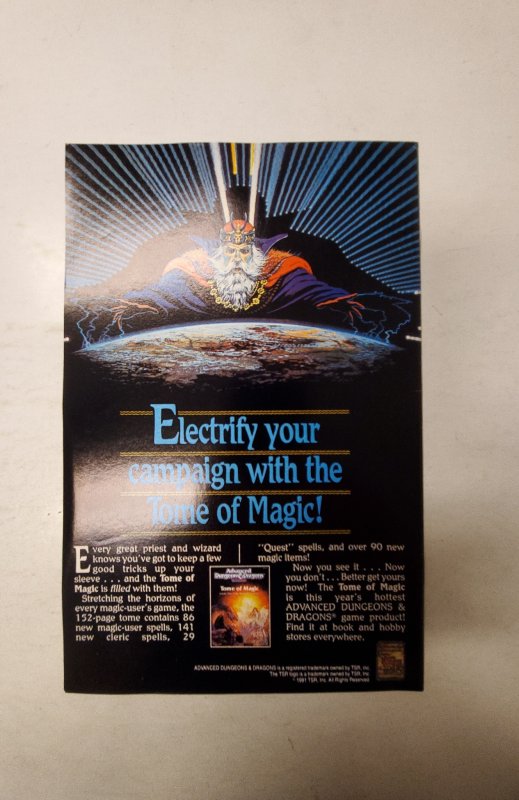 Electrify your
campaign with the
Tome of Magic!
Every great priest and wizard
knows you've got to keep a few
good tricks up your
sleeve . . . and the Tome of
Magic is filled with them!
Stretching the horizons of
every magic-user's game, the
152-page tome contains 86
new magic-user spells, 141
new cleric spells, 29
"Quest" spells, and over 90 new
magic items!
Now you see it . . . Now
you don't . . . Better get yours
now! The Tome of Magic
is this year's hottest
ADVANCED DUNGEONS &
DRAGONS® game product!
Find it at book and hobby
stores everywhere.
Advanced
Dungeons & Dragons
Tome of Magic
ADVANCED DUNGEONS & DRAGONS is a registered trademark owned by TSR, Inc.
The TSR logo is a trademark owned by TSR, Inc.
©1991 TSR, Inc. All Rights Reserved.